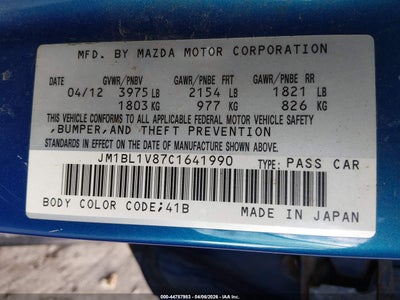 MFD. BY MAZDA MOTOR CORPORATION
GVWR/PNBV GAWR/PNBE FRT GAWR/PNBE RR
04/12 3975 LB 2154 LB 1821 LB
1803 KG 977 KG 826 KG
THIS VEHICLE CONFORMS TO ALL APPLICABLE FEDERAL MOTOR VEHICLE SAFETY
,BUMPER,AND THEFT PREVENTION
STANDARDS IN EFFECT ON THE DATE OF MANUFACTURE SHOWN ABOVE.
JM1BL1V87C1641990 TYPE: PASS CAR
BODY COLOR CODE;41B
MADE IN JAPAN
000-44787863 - 04/06/2026 - © 2026 IAA, Inc.